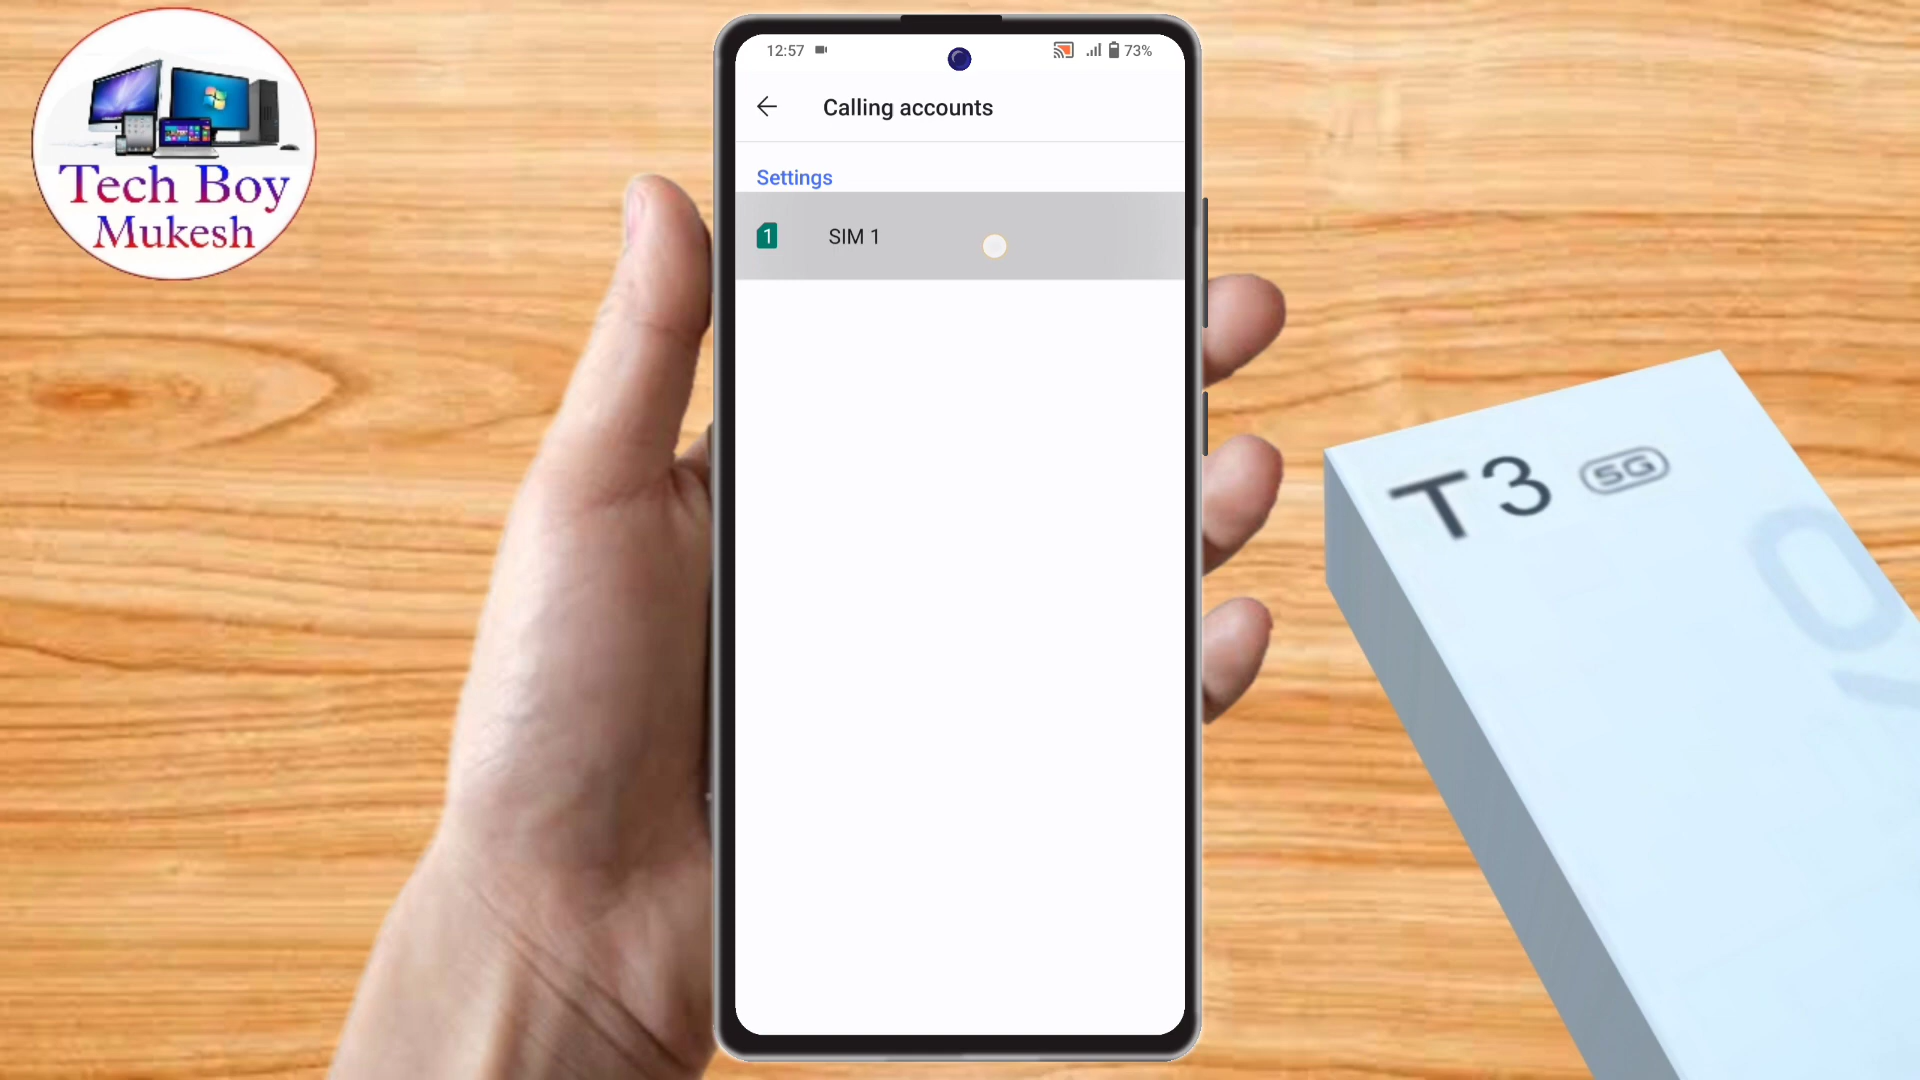 Tech Boy
Mukesh
12:57
73%
Calling accounts
Settings
1
SIM 1
T3 5G